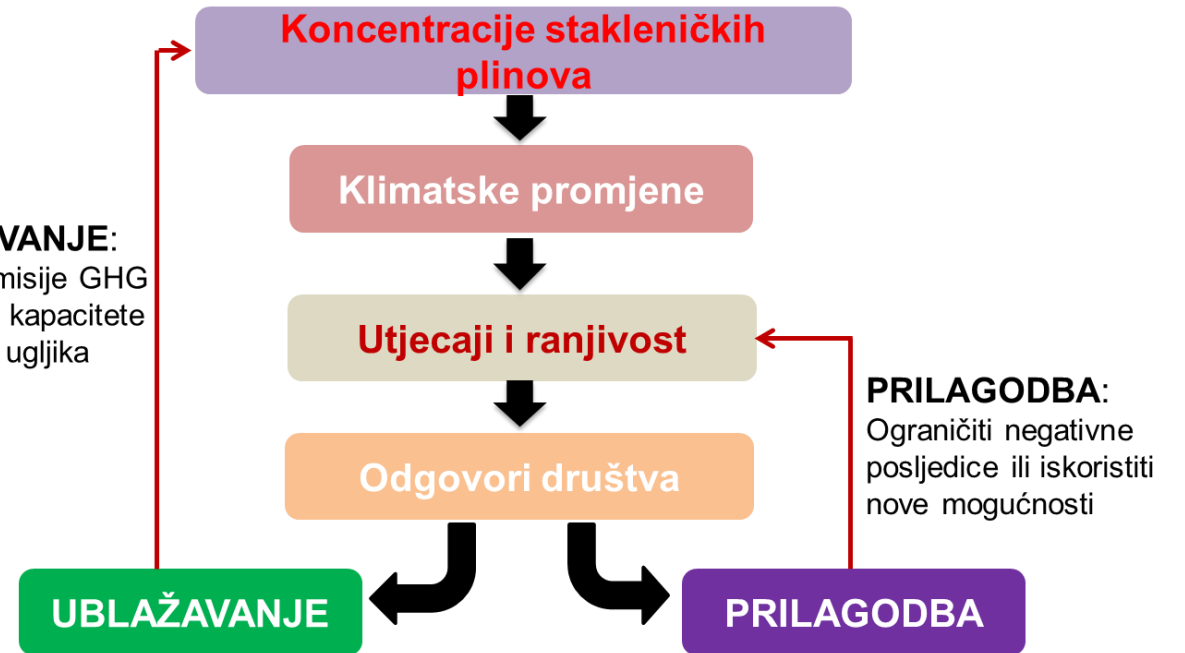 Koncentracije stakleničkih
plinova
Klimatske promjene
VANJE:
misije GHG
kapacitete
ugljika
Utjecaji i ranjivost
PRILAGODBA:
Ograničiti negativne
posljedice ili iskoristiti
nove mogućnosti
Odgovori društva
UBLAŽAVANJE
PRILAGODBA